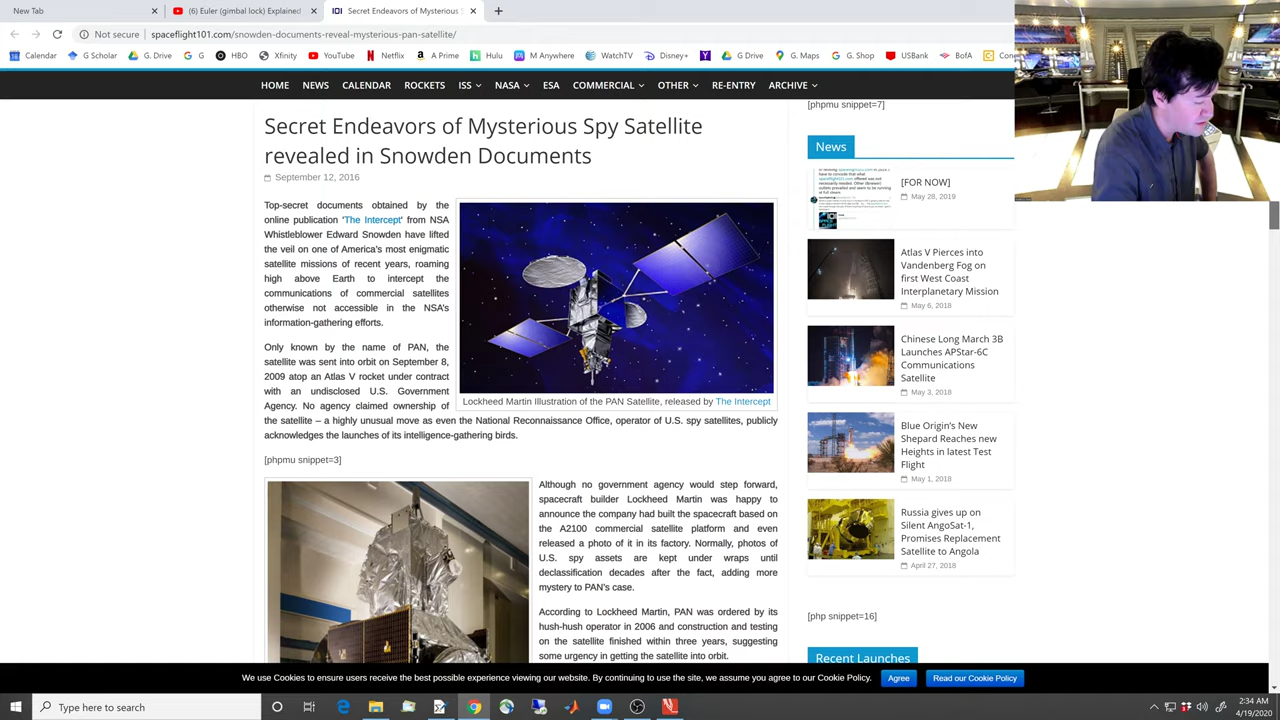 New Tab
(6) Euler (gimbal lock) Explained
Secret Endeavors of Mysterious S
Not secure
spaceflight101.com/snowden-documents-reveal-mysterious-pan-satellite/
Calendar
G Scholar
G. Drive
G
HBO
Xfinity
YouTube
Netflix
A Prime
Hulu
M Anywhere
WatchTV
Disney+
G Drive
G. Maps
G. Shop
USBank
BofA
HOME
NEWS
CALENDAR
ROCKETS
ISS
NASA
ESA
COMMERCIAL
OTHER
RE-ENTRY
ARCHIVE
Secret Endeavors of Mysterious Spy Satellite
revealed in Snowden Documents
September 12, 2016
Top-secret documents obtained by the
online publication 'The Intercept' from NSA
Whistleblower Edward Snowden have lifted
the veil on one of America's most enigmatic
satellite missions of recent years, roaming
high above Earth to intercept the
communications of commercial satellites
otherwise not accessible in the NSA's
information-gathering efforts.
Lockheed Martin Illustration of the PAN Satellite, released by The Intercept
Only known by the name of PAN, the
satellite was sent into orbit on September 8,
2009 atop an Atlas V rocket under contract
with an undisclosed U.S. Government
Agency. No agency claimed ownership of
the satellite – a highly unusual move as even the National Reconnaissance Office, operator of U.S. spy satellites, publicly
acknowledges the launches of its intelligence-gathering birds.
[phpmu snippet=3]
Although no government agency would step forward,
spacecraft builder Lockheed Martin was happy to
announce the company had built the spacecraft based on
the A2100 commercial satellite platform and even
released a photo of it in its factory. Normally, photos of
U.S. spy assets are kept under wraps until
declassification decades after the fact, adding more
mystery to PAN's case.
According to Lockheed Martin, PAN was ordered by its
hush-hush operator in 2006 and construction and testing
on the satellite finished within three years, suggesting
some urgency in getting the satellite into orbit.
[phpmu snippet=7]
News
[FOR NOW]
May 28, 2019
Atlas V Pierces into
Vandenberg Fog on
first West Coast
Interplanetary Mission
May 6, 2018
Chinese Long March 3B
Launches APStar-6C
Communications
Satellite
May 3, 2018
Blue Origin's New
Shepard Reaches new
Heights in latest Test
Flight
May 1, 2018
Russia gives up on
Silent AngoSat-1,
Promises Replacement
Satellite to Angola
April 27, 2018
[php snippet=16]
Recent Launches
We use Cookies to ensure users receive the best possible experience viewing our website. By continuing to use the site, we assume you agree to our Cookie Policy.
Agree
Read our Cookie Policy
Type here to search
2:34 AM
4/19/2020